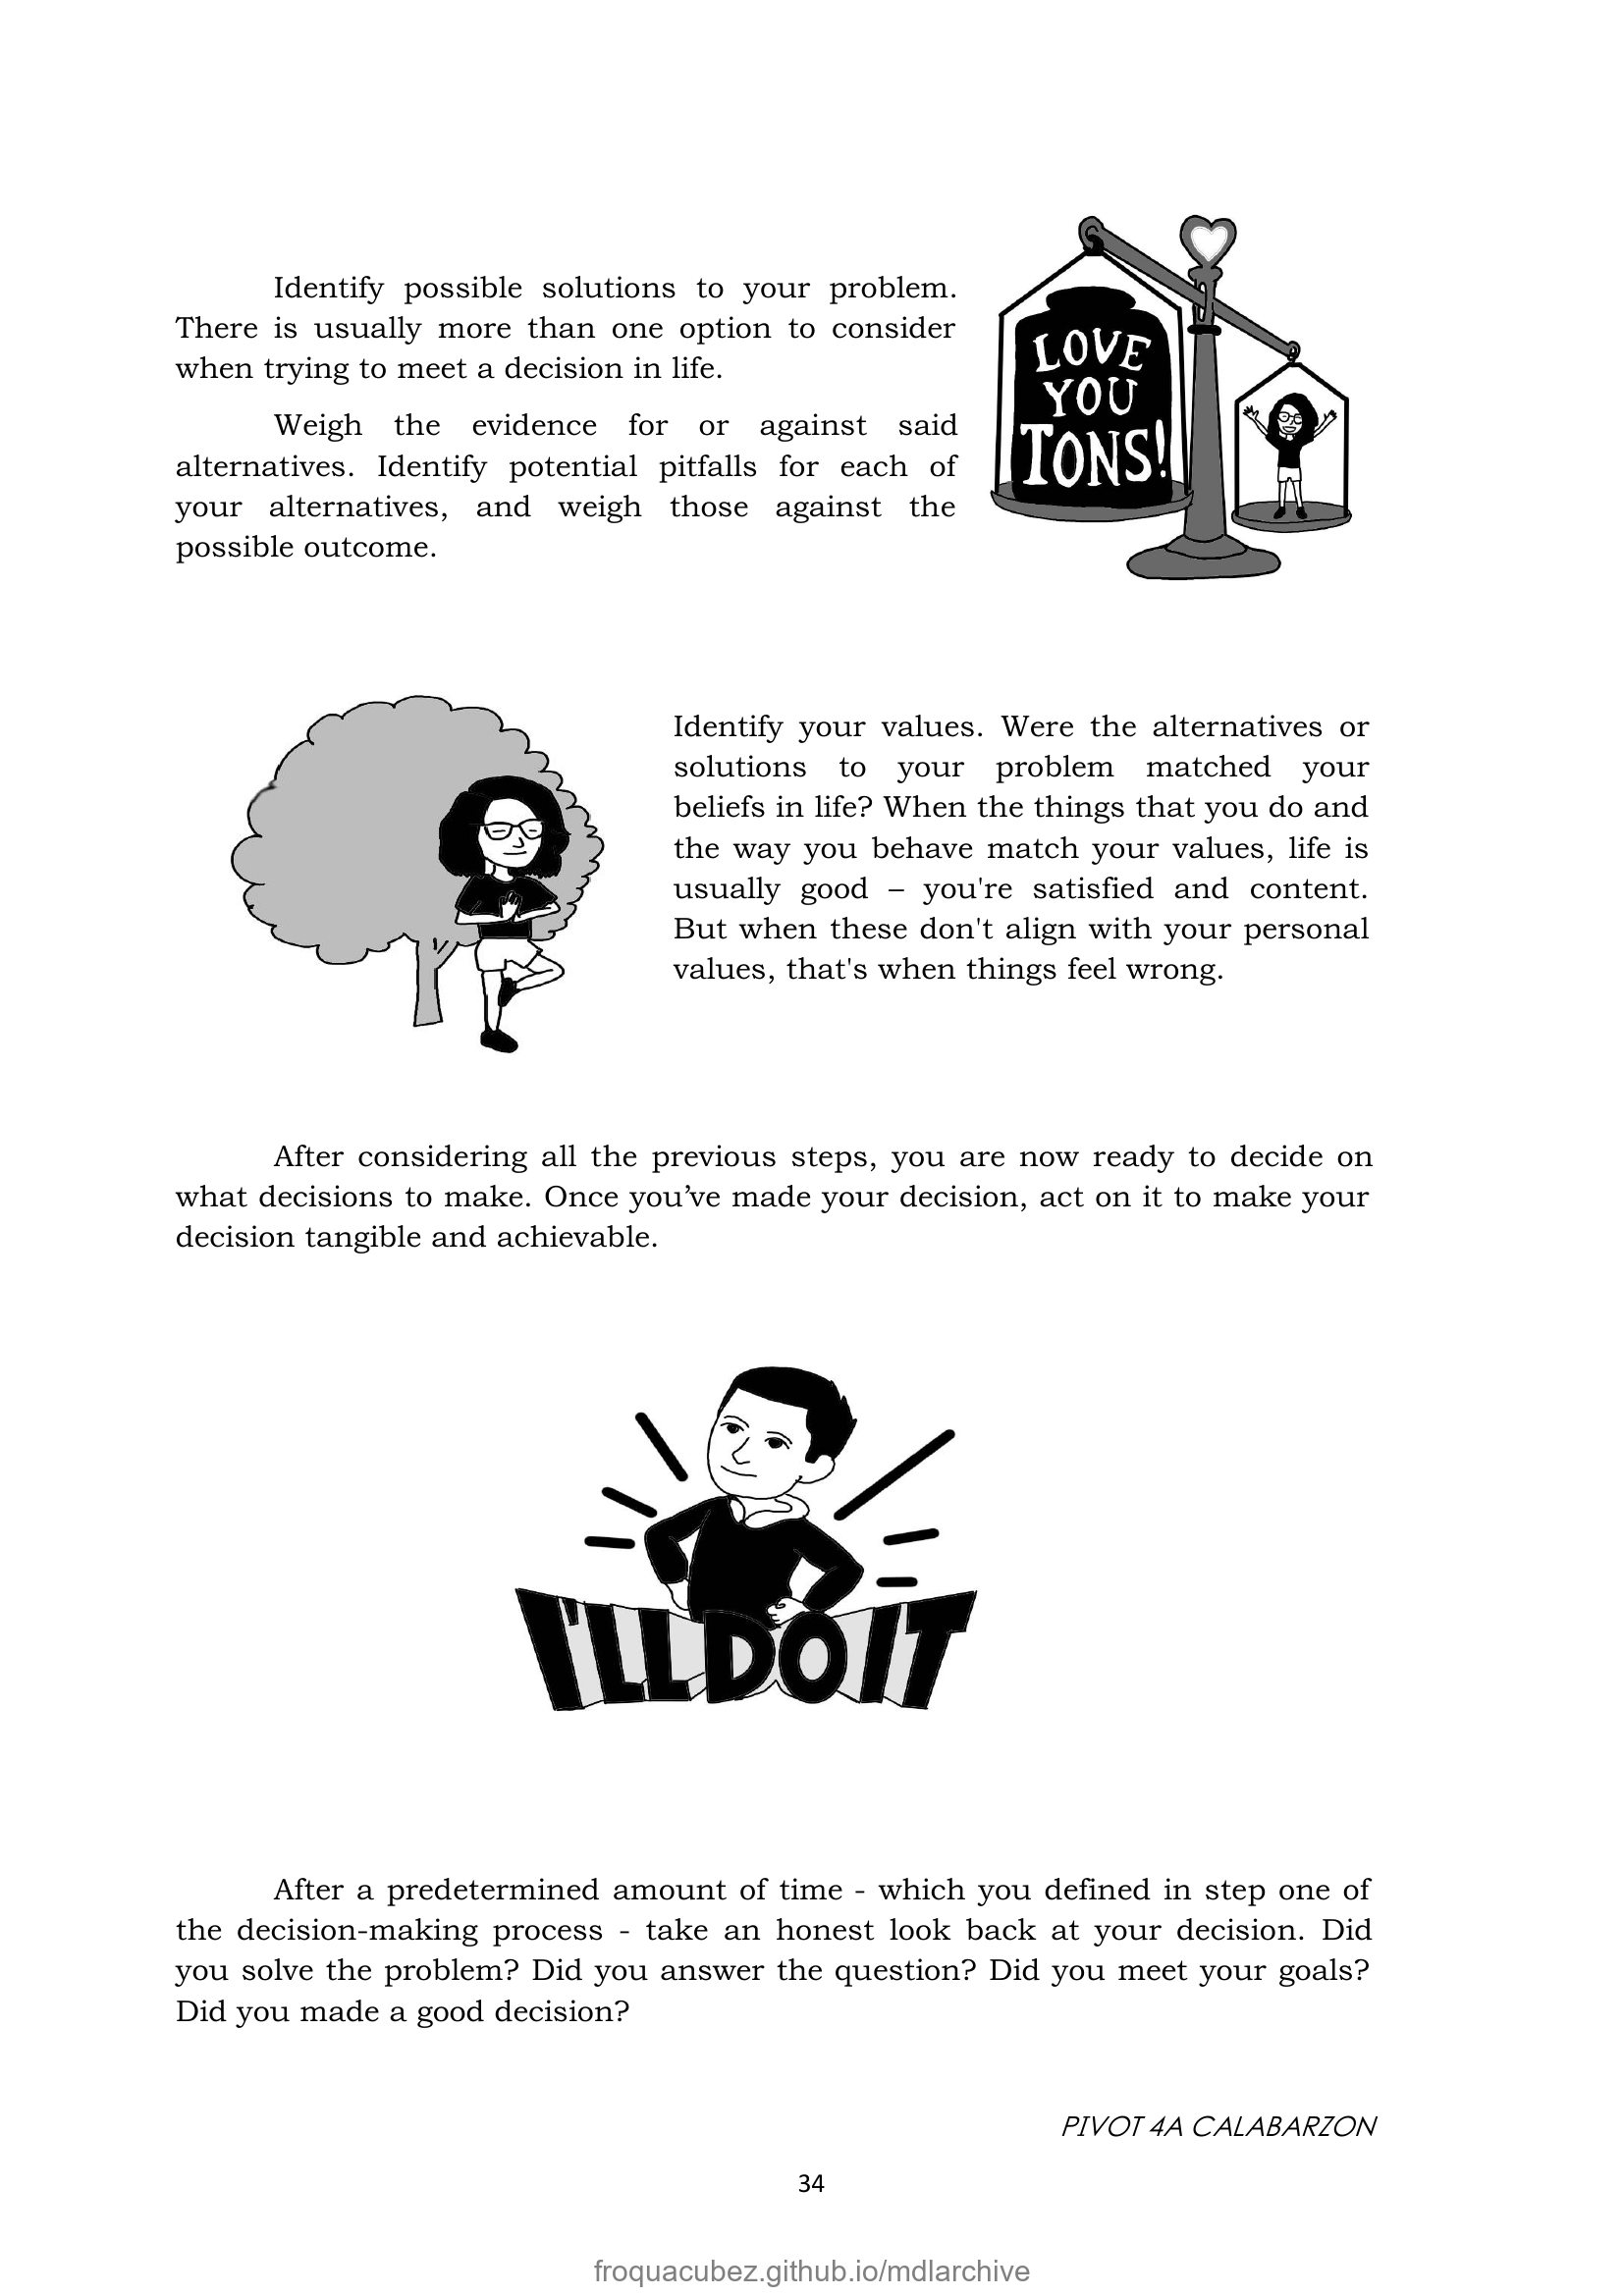 Identify possible solutions to your problem.
There is usually more than one option to consider
when trying to meet a decision in life.
Weigh the evidence for or against said
alternatives. Identify potential pitfalls for each of
your alternatives, and weigh those against the
possible outcome.
LOVE
YOU
TONS!
Identify your values. Were the alternatives or
solutions to your problem matched your
beliefs in life? When the things that you do and
the way you behave match your values, life is
usually good – you're satisfied and content.
But when these don't align with your personal
values, that's when things feel wrong.
After considering all the previous steps, you are now ready to decide on
what decisions to make. Once you’ve made your decision, act on it to make your
decision tangible and achievable.
I'LL DO IT
After a predetermined amount of time - which you defined in step one of
the decision-making process - take an honest look back at your decision. Did
you solve the problem? Did you answer the question? Did you meet your goals?
Did you made a good decision?
PIVOT 4A CALABARZON
34
froquacubez.github.io/mdlarchive